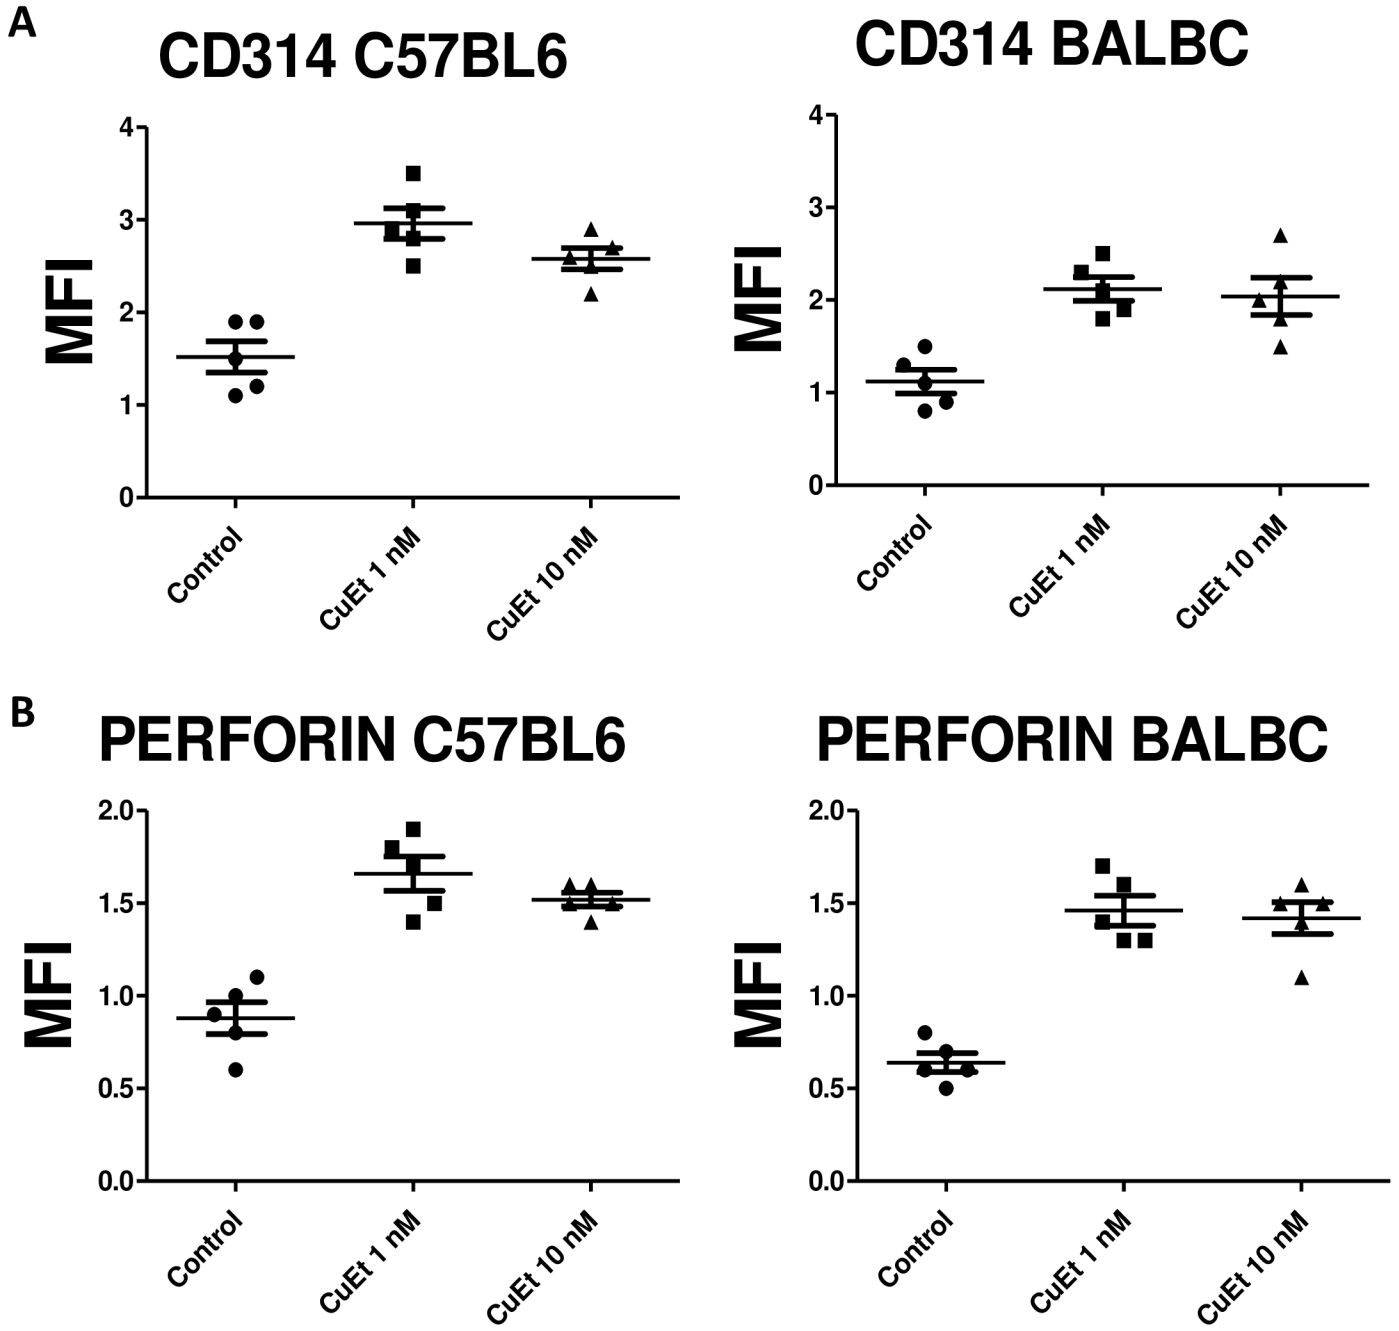 A
CD314 C57BL6
MFI
4
3
2
1
0
Control
CuEt 1 nM
CuEt 10 nM
CD314 BALBC
MFI
4
3
2
1
0
Control
CuEt 1 nM
CuEt 10 nM
B
PERFORIN C57BL6
MFI
2.0
1.5
1.0
0.5
0.0
Control
CuEt 1 nM
CuEt 10 nM
PERFORIN BALBC
MFI
2.0
1.5
1.0
0.5
0.0
Control
CuEt 1 nM
CuEt 10 nM